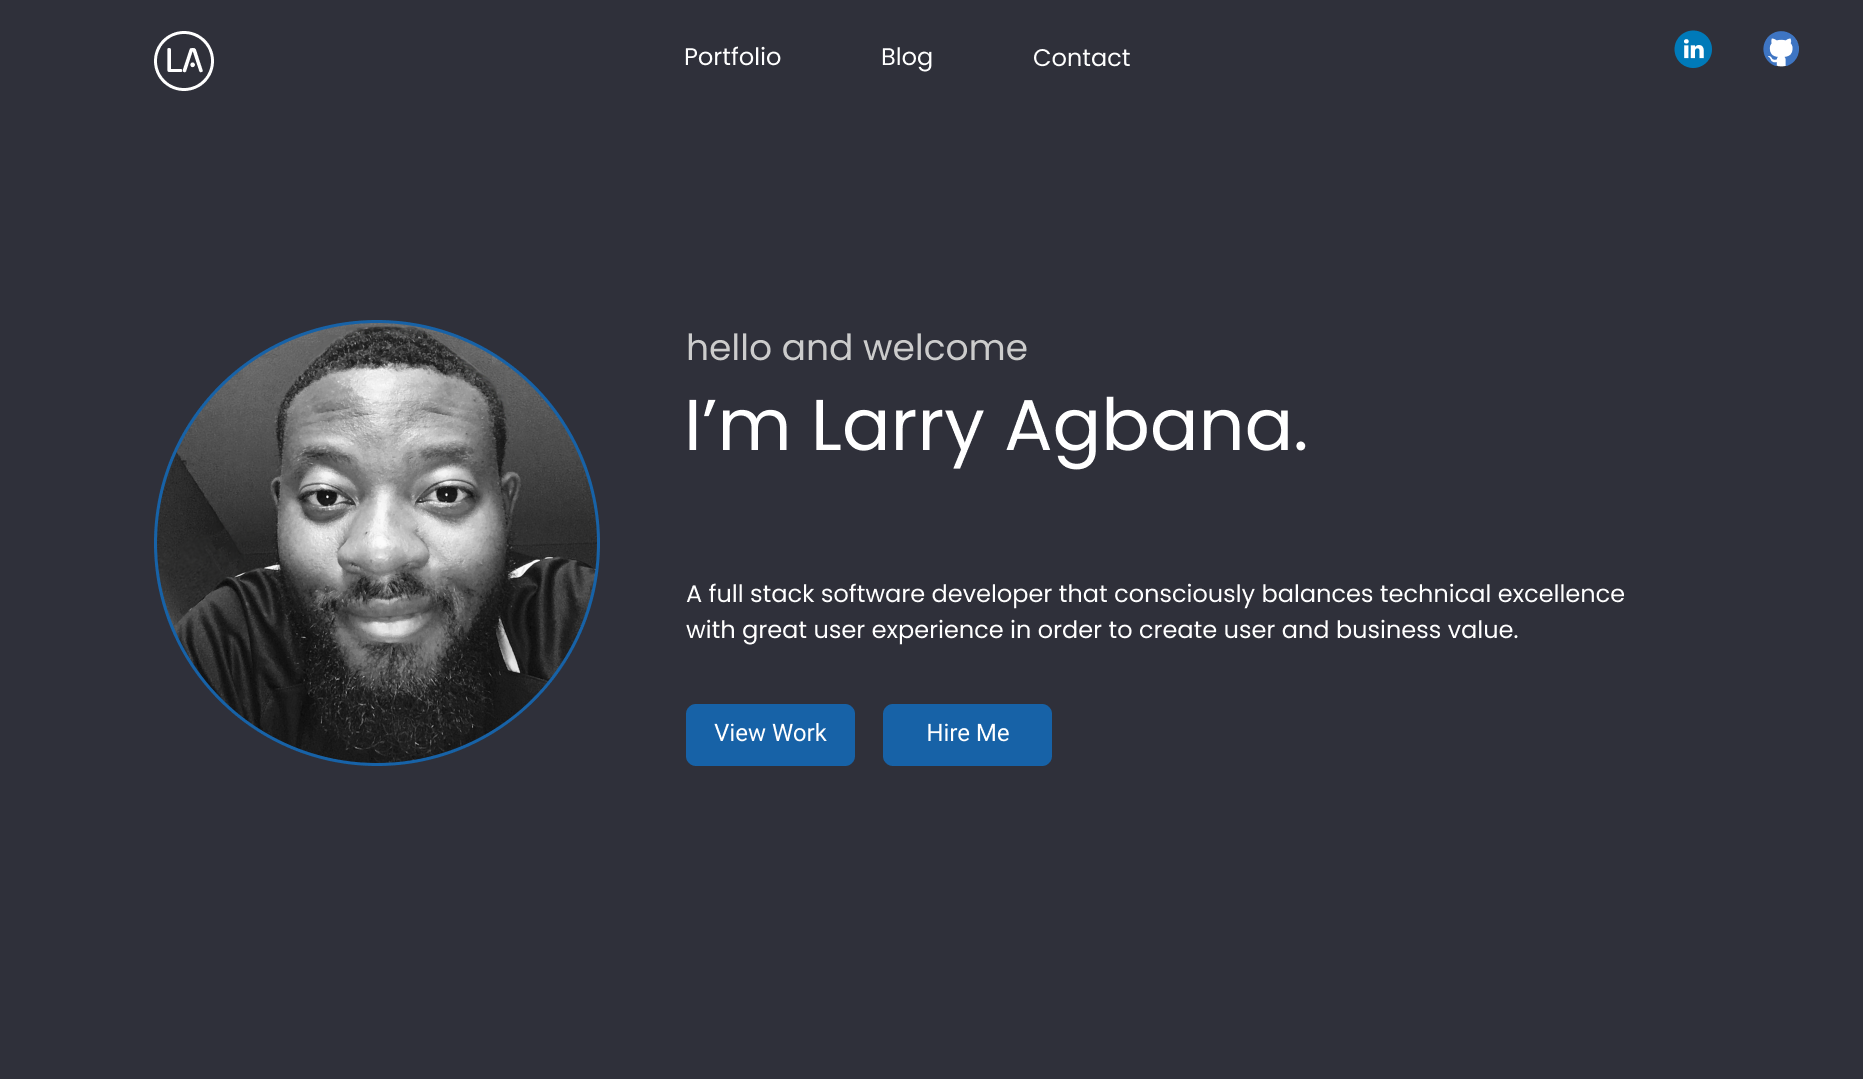 LA
Portfolio
Blog
Contact
in
hello and welcome
I’m Larry Agbana.
A full stack software developer that consciously balances technical excellence
with great user experience in order to create user and business value.
View Work
Hire Me